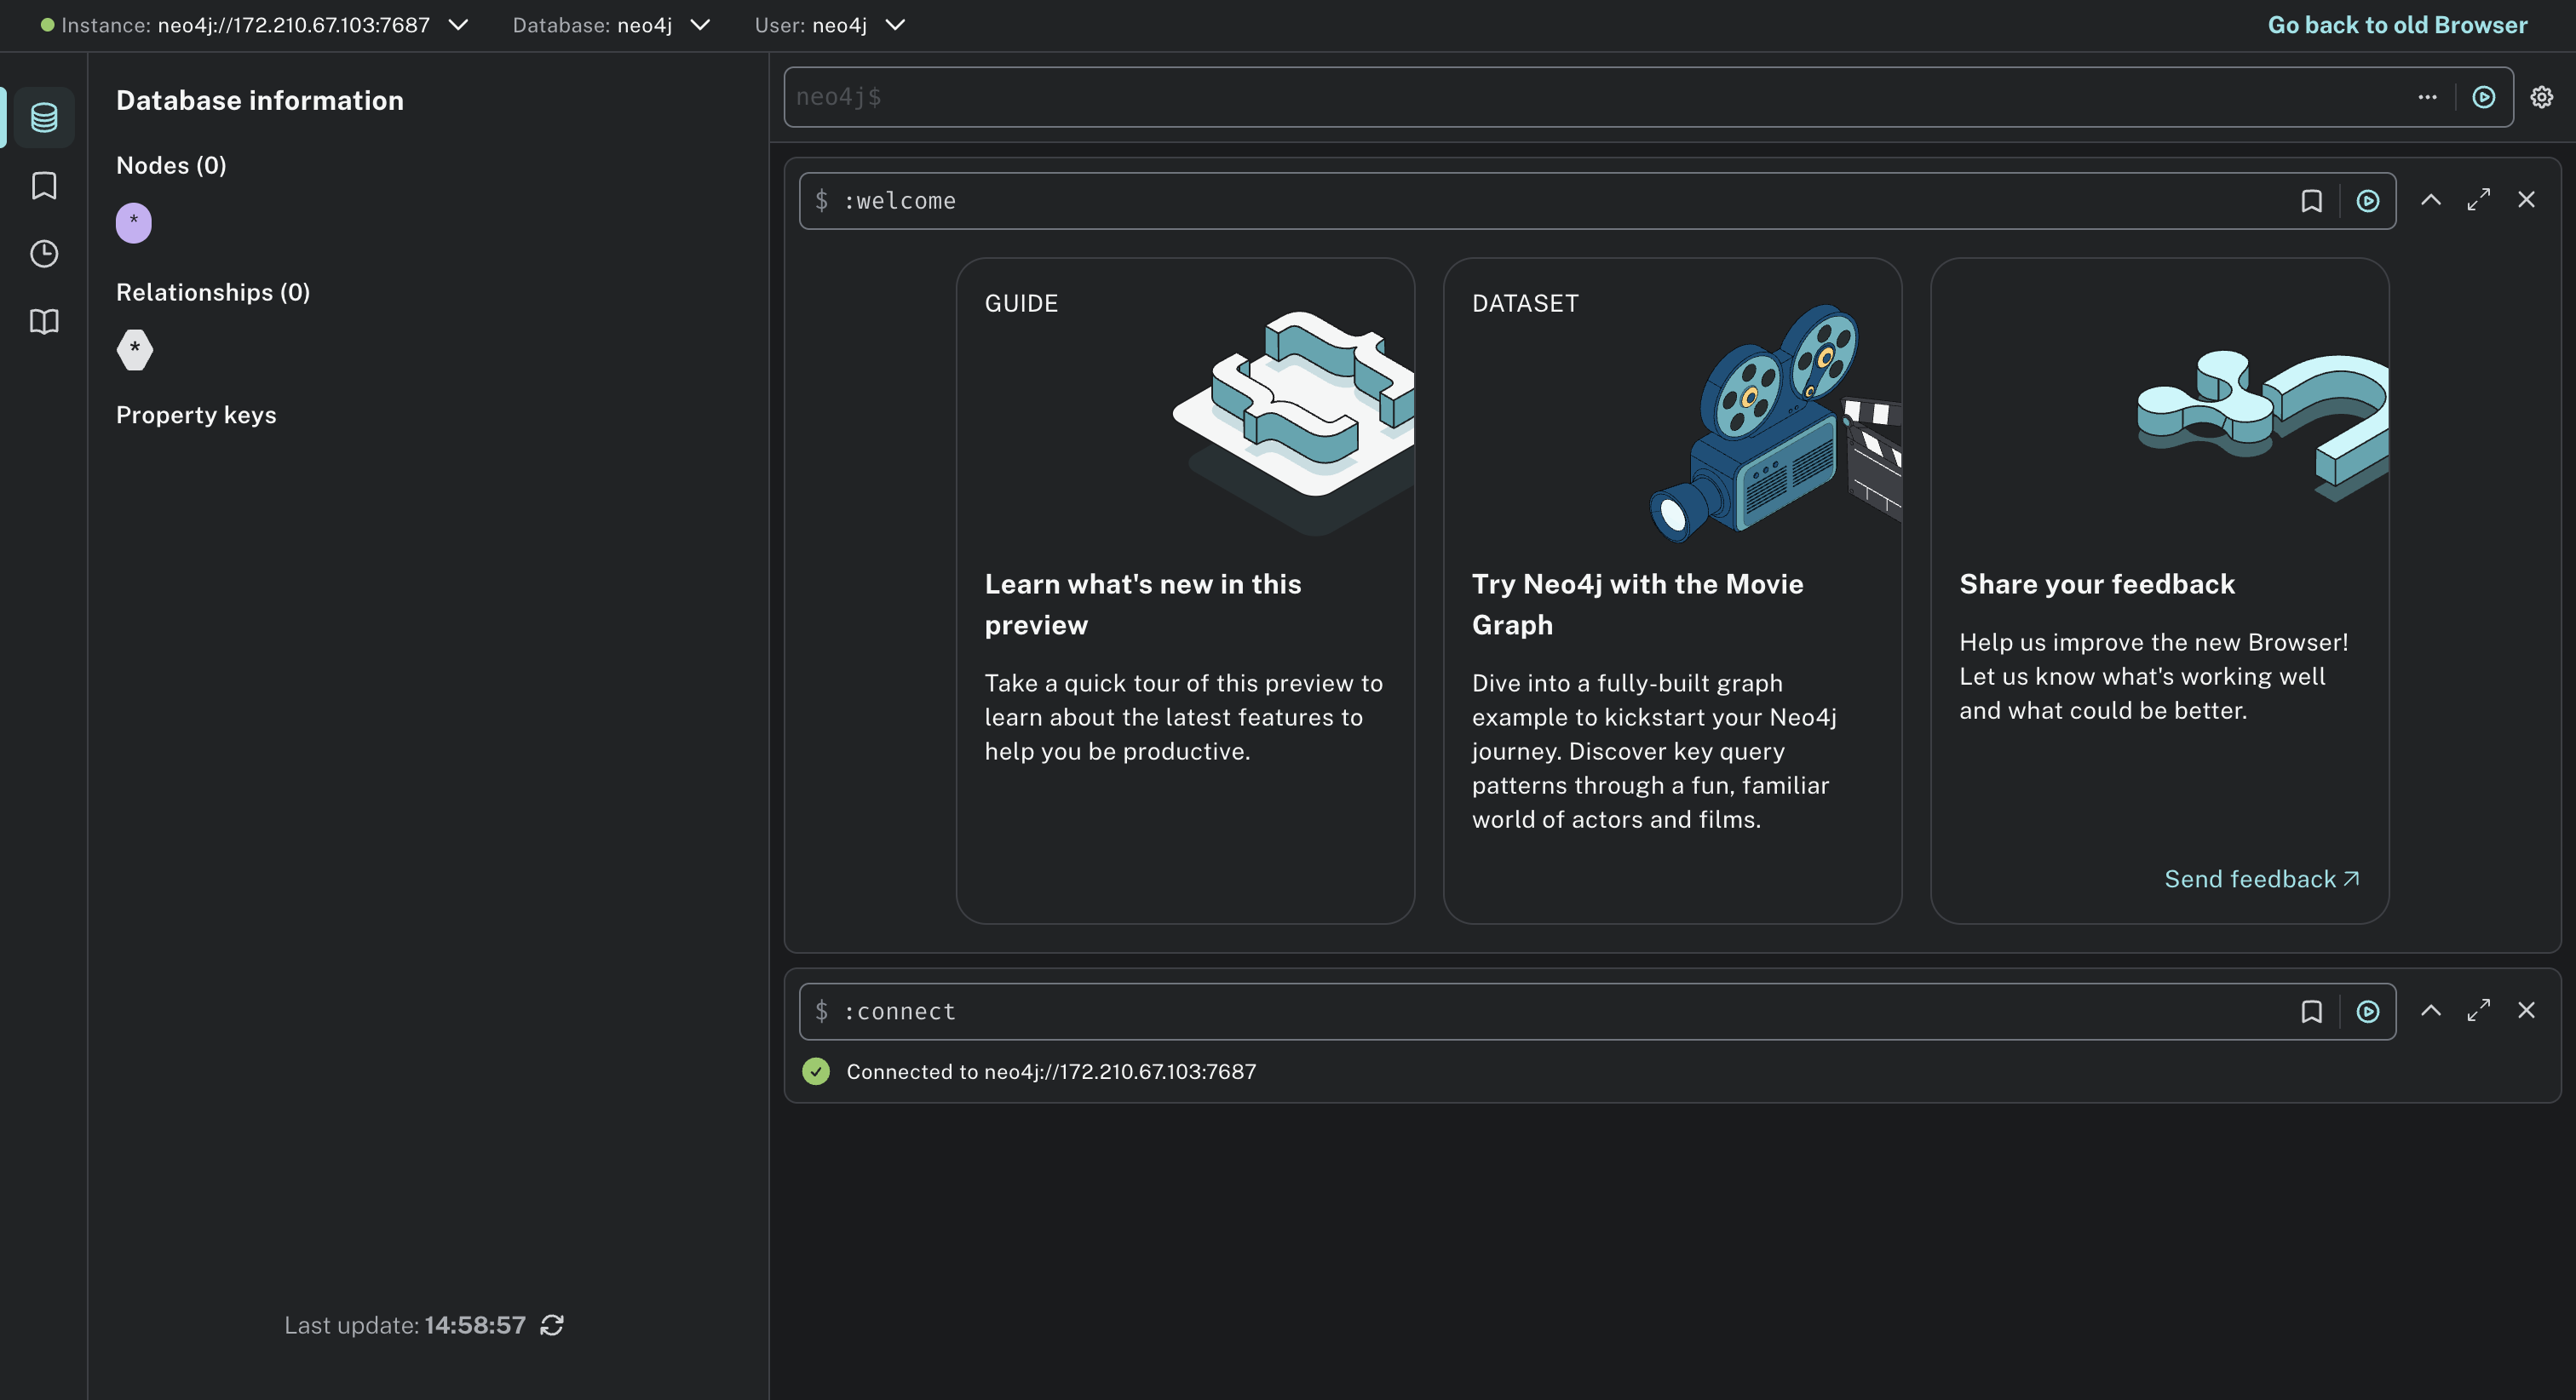 Instance: neo4j://172.210.67.103:7687 Database: neo4j User: neo4j Go back to old Browser
Database information
Nodes (0)
*
Relationships (0)
*
Property keys
Last update: 14:58:57
neo4j$
$ :welcome
GUIDE
Learn what's new in this
preview
Take a quick tour of this preview to
learn about the latest features to
help you be productive.
DATASET
Try Neo4j with the Movie
Graph
Dive into a fully-built graph
example to kickstart your Neo4j
journey. Discover key query
patterns through a fun, familiar
world of actors and films.
Share your feedback
Help us improve the new Browser!
Let us know what's working well
and what could be better.
Send feedback
$ :connect
Connected to neo4j://172.210.67.103:7687